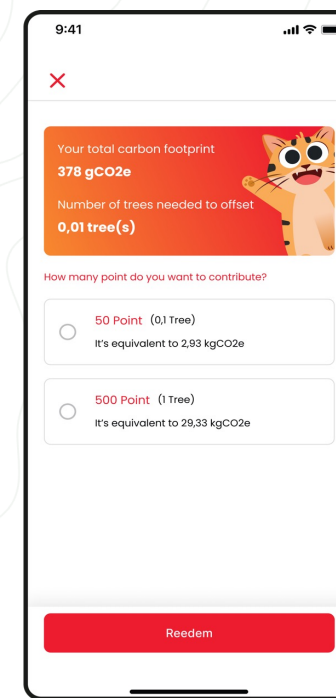 9:41
Your total carbon footprint
378 gCO2e
Number of trees needed to offset
0,01 tree(s)
How many point do you want to contribute?
50 Point (0,1 Tree)
It's equivalent to 2,93 kgCO2e
500 Point (1 Tree)
It's equivalent to 29,33 kgCO2e
Reedem